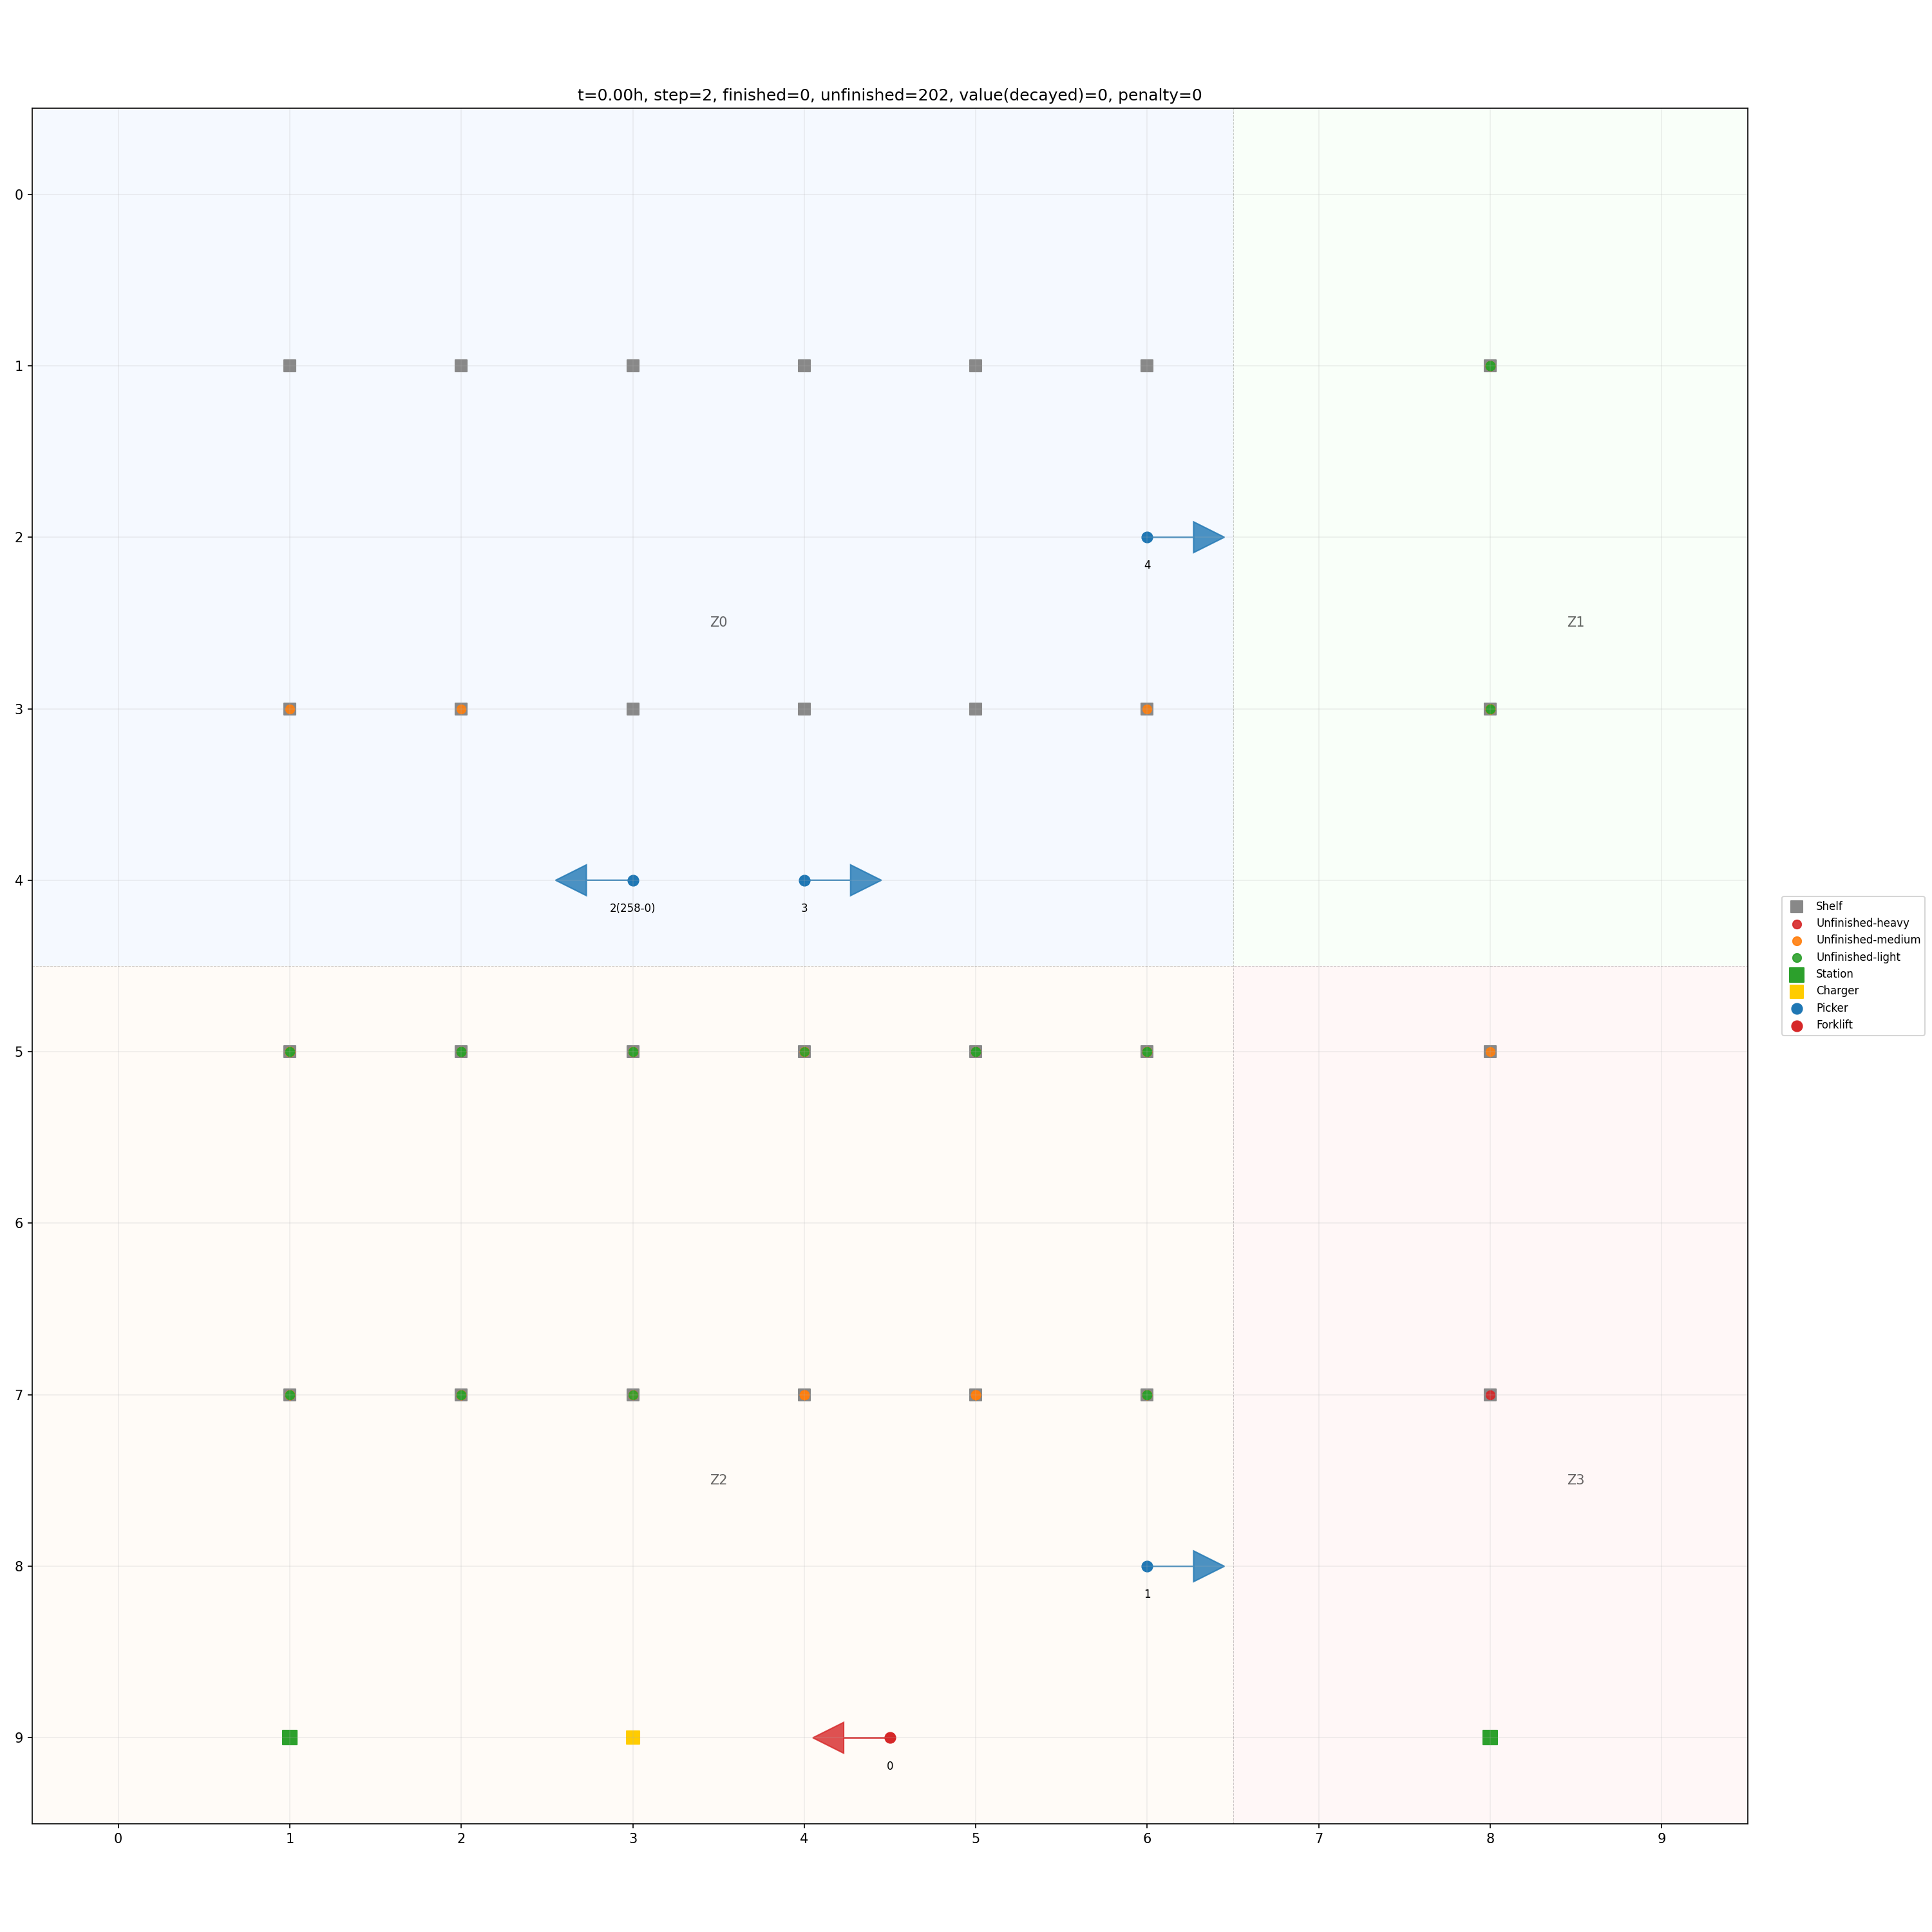 t=0.00h, step=2, finished=0, unfinished=202, value(decayed)=0, penalty=0
0
1
4
2
Z0
Z1
3
4
2(258-0)
3
Shelf
Unfinished-heavy
Unfinished-medium
Unfinished-light
Station
Charger
Picker
Forklift
5
6
7
Z2
Z3
8
1
9
0
0 1 2 3 4 5 6 7 8 9